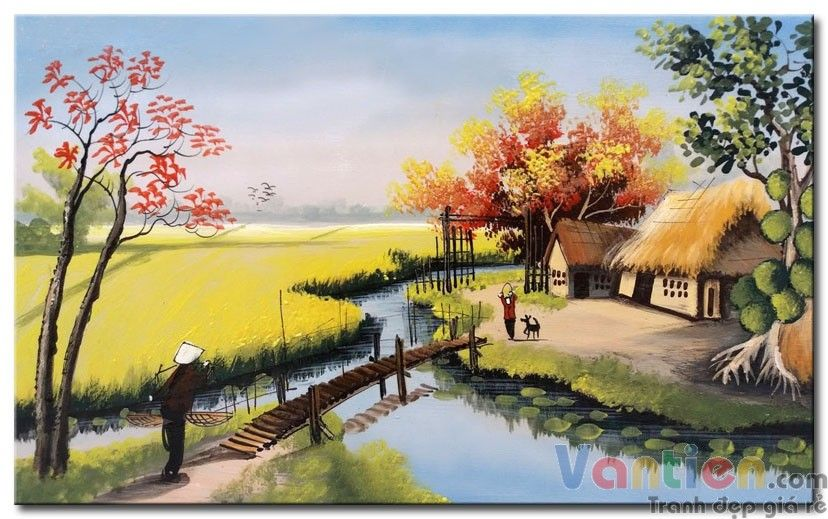 Vantien.com
Tranh đẹp giá rẻ